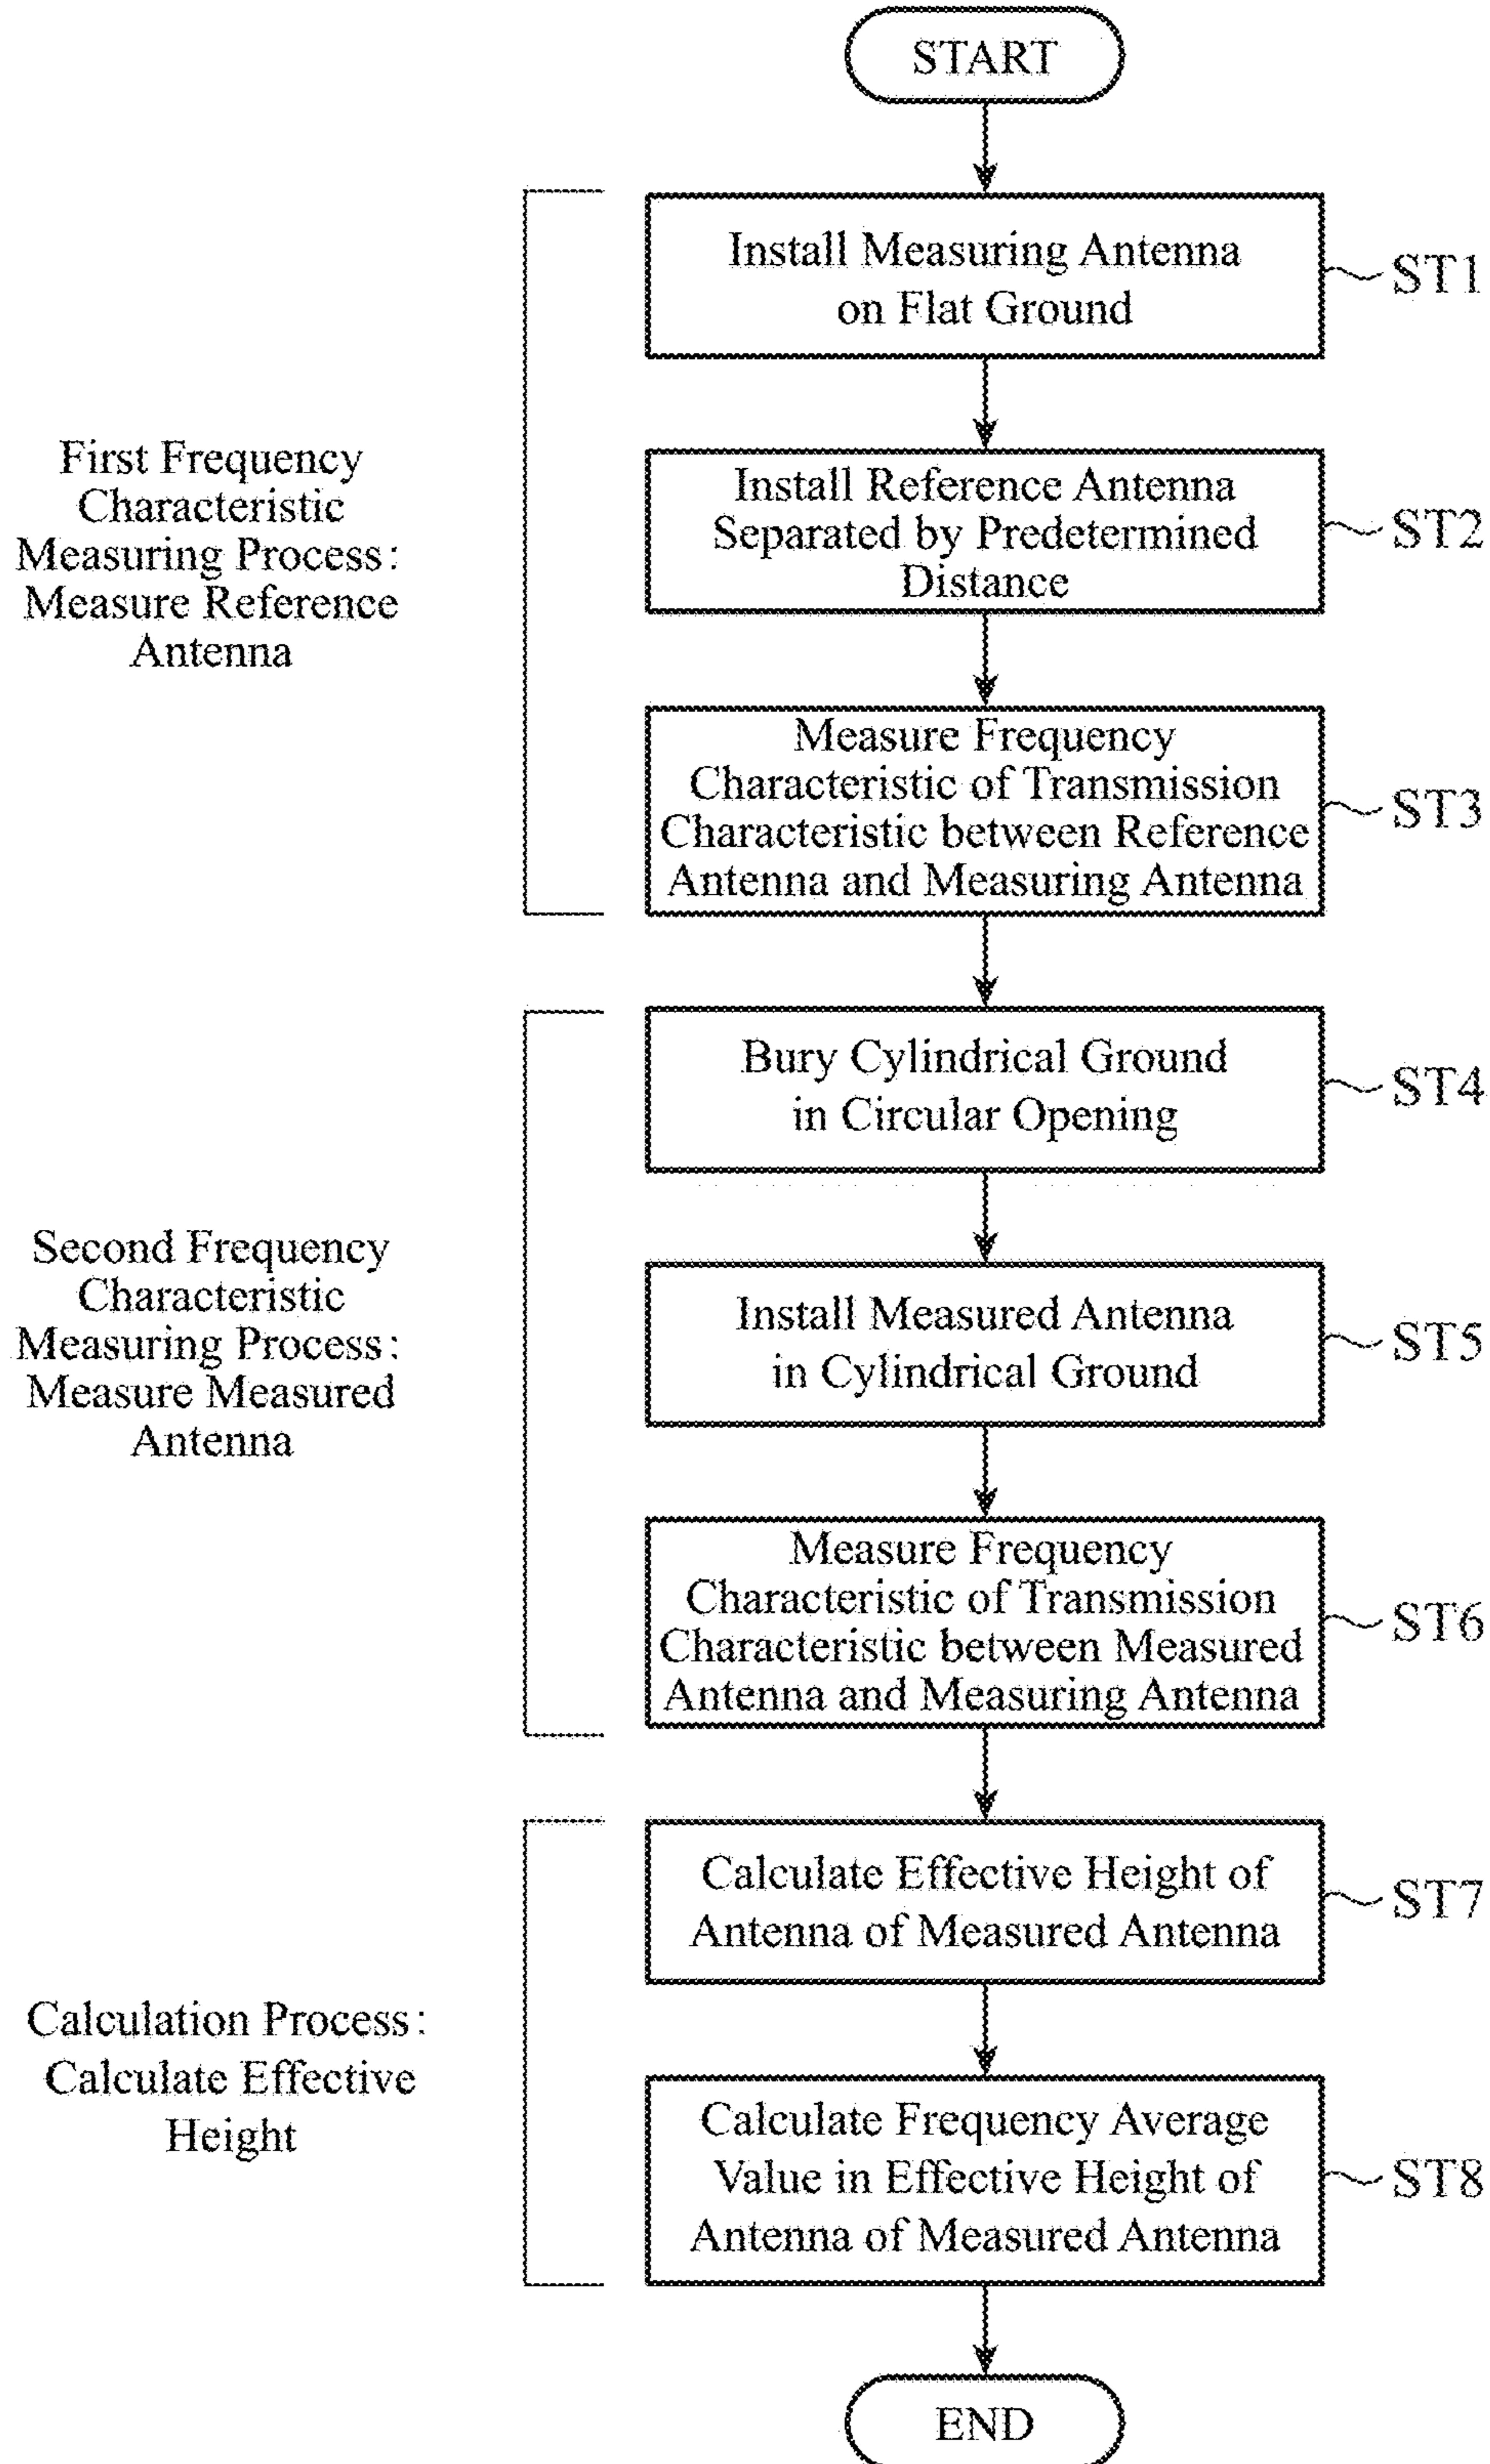 START
Install Measuring Antenna
on Flat Ground
ST1
First Frequency
Characteristic
Measuring Process:
Measure Reference
Antenna
Install Reference Antenna
Separated by Predetermined
Distance
ST2
Measure Frequency
Characteristic of Transmission
Characteristic between Reference
Antenna and Measuring Antenna
ST3
Bury Cylindrical Ground
in Circular Opening
ST4
Second Frequency
Characteristic
Measuring Process:
Measure Measured
Antenna
Install Measured Antenna
in Cylindrical Ground
ST5
Measure Frequency
Characteristic of Transmission
Characteristic between Measured
Antenna and Measuring Antenna
ST6
Calculate Effective Height of
Antenna of Measured Antenna
ST7
Calculation Process:
Calculate Effective
Height
Calculate Frequency Average
Value in Effective Height of
Antenna of Measured Antenna
ST8
END